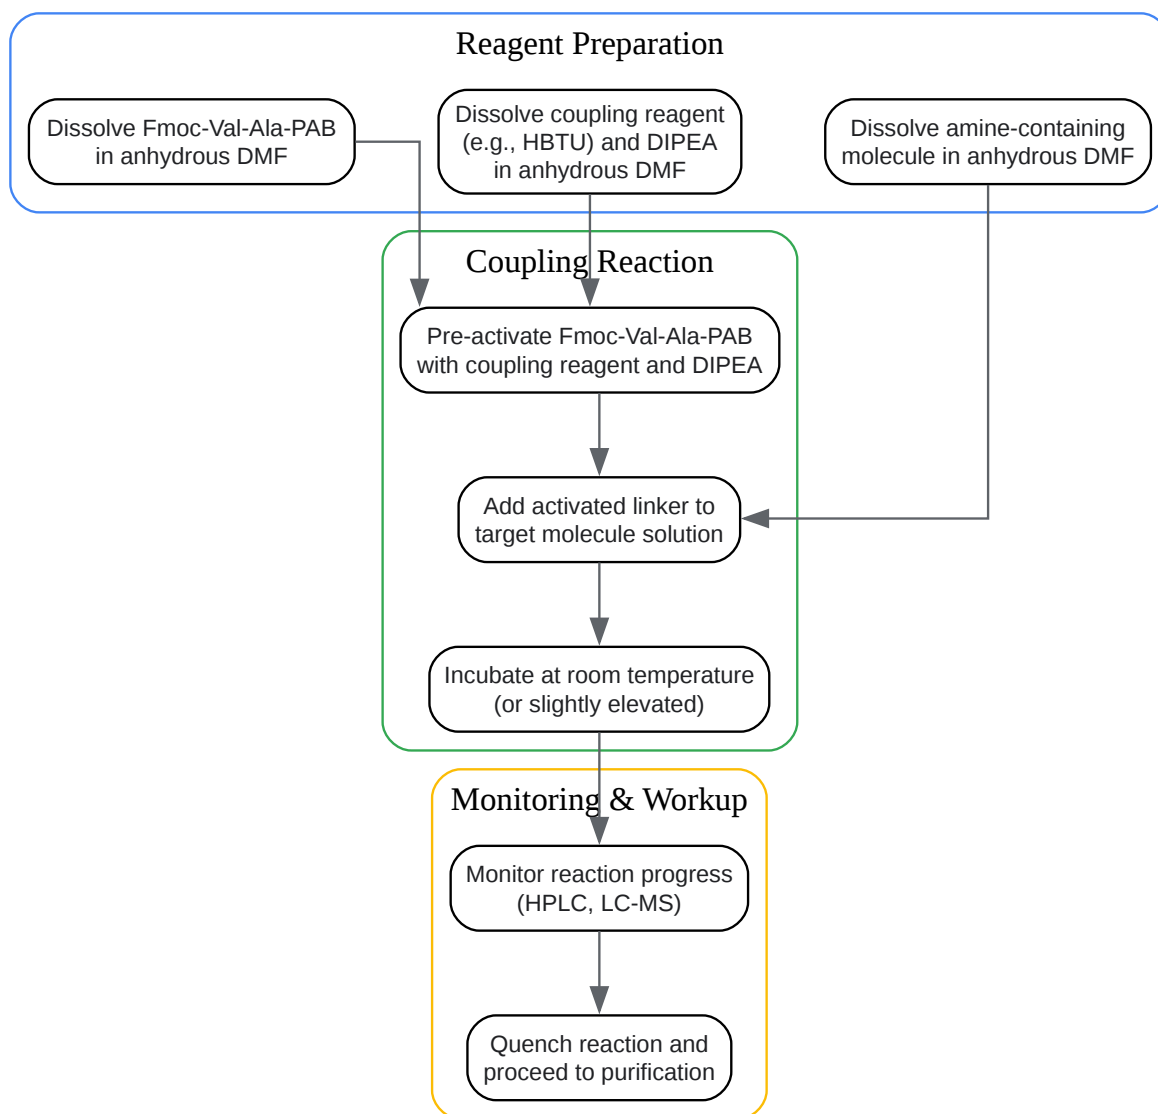 Reagent Preparation
Dissolve Fmoc-Val-Ala-PAB
in anhydrous DMF
Dissolve coupling reagent
(e.g., HBTU) and DIPEA
in anhydrous DMF
Dissolve amine-containing
molecule in anhydrous DMF
Coupling Reaction
Pre-activate Fmoc-Val-Ala-PAB
with coupling reagent and DIPEA
Add activated linker to
target molecule solution
Incubate at room temperature
(or slightly elevated)
Monitoring & Workup
Monitor reaction progress
(HPLC, LC-MS)
Quench reaction and
proceed to purification